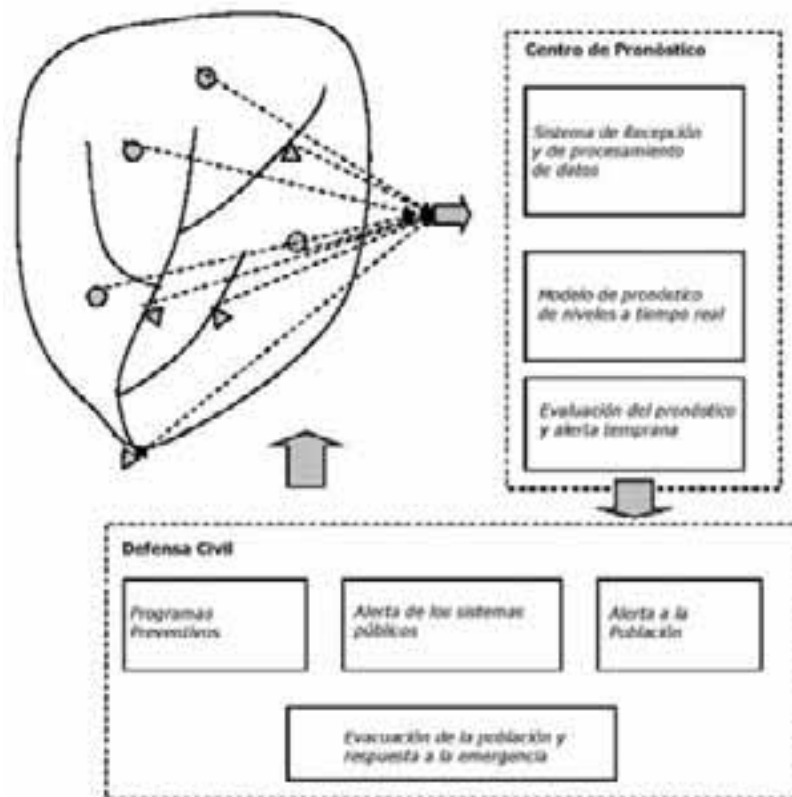 Centro de Pronóstico
Sistema de Recepción
y de procesamiento
de datos
Modelo de pronóstico
de níveles a tiempo real
Evaluación del pronóstico
y alerta temprana
Defensa Civil
Programas
Preventivos
Alerta de los sistemas
públicos
Alerta a la
Población
Evacuación de la población y
respuesta a la emergencia